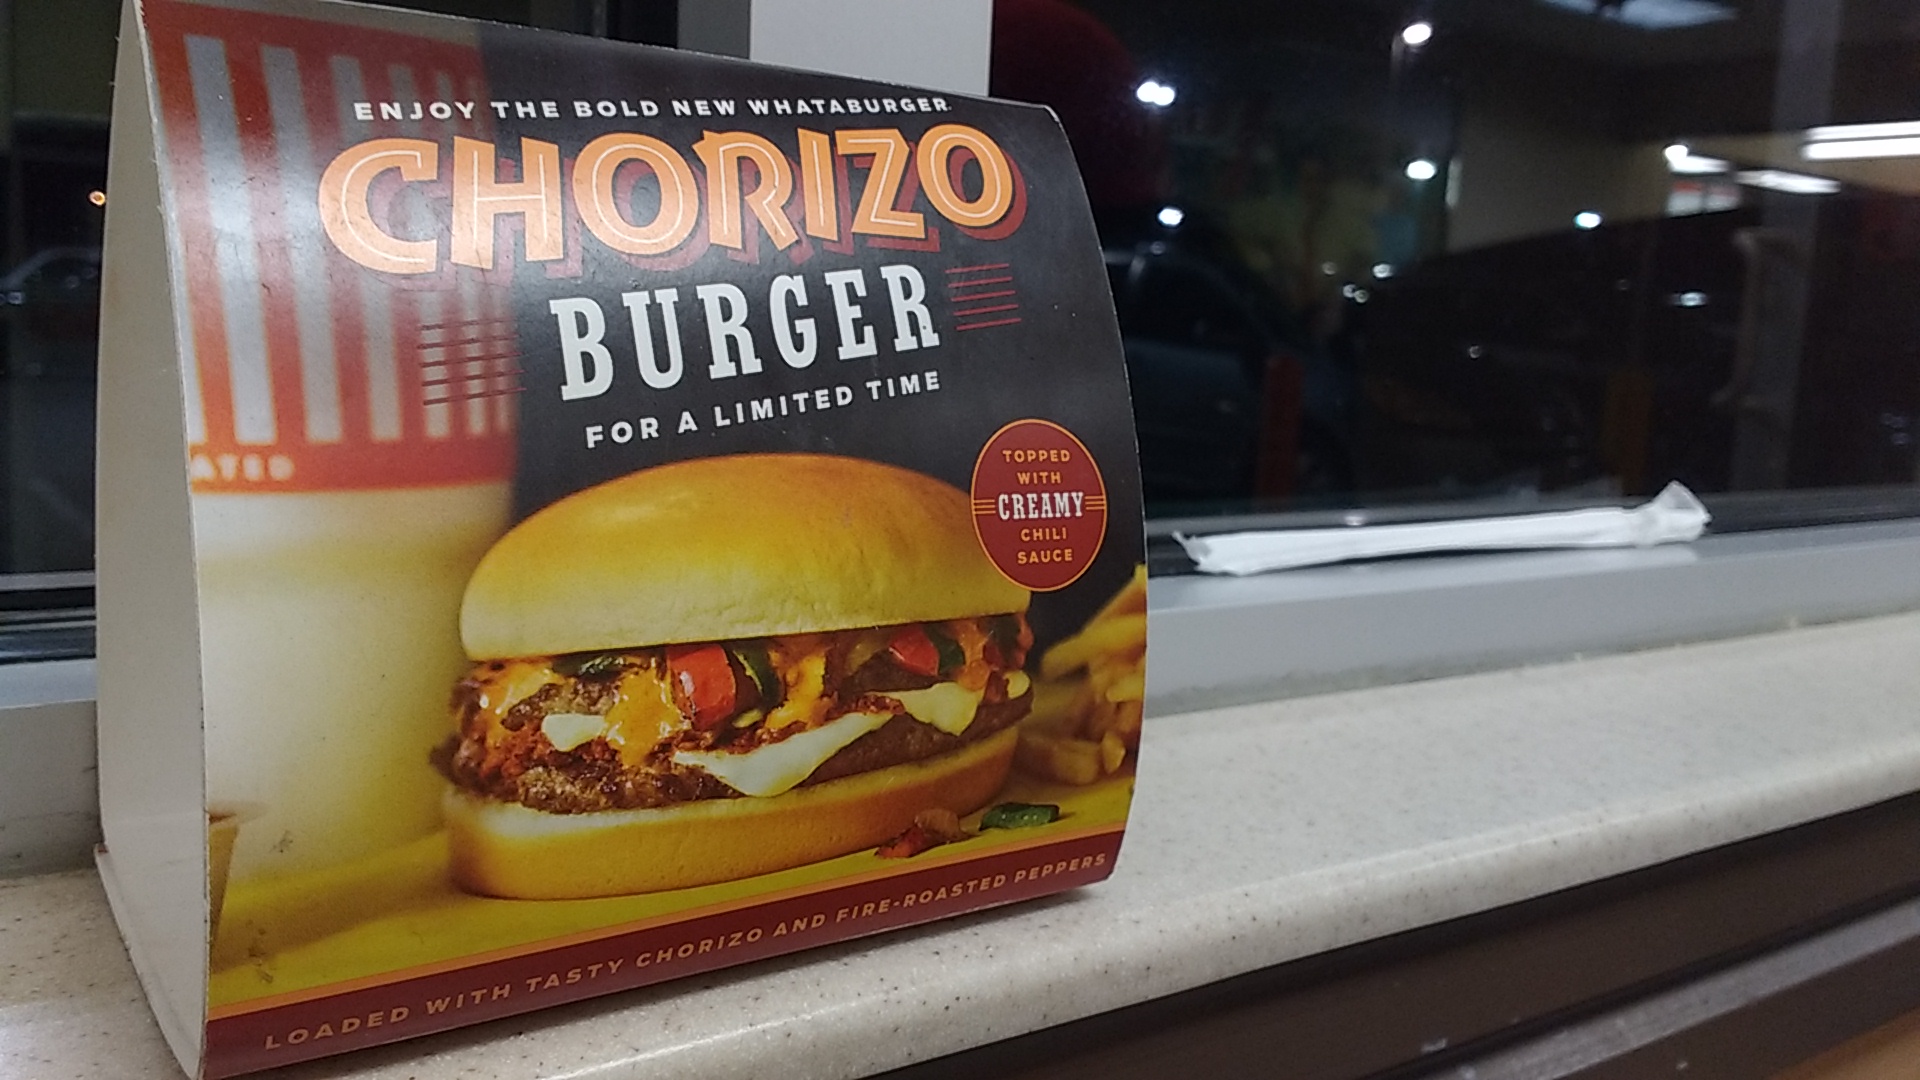 ENJOY THE BOLD NEW WHATABURGER
CHORIZO
BURGER
FOR A LIMITED TIME
TOPPED
WITH
CREAMY
CHILI
SAUCE
LOADED WITH TASTY CHORIZO AND FIRE-ROASTED PEPPERS